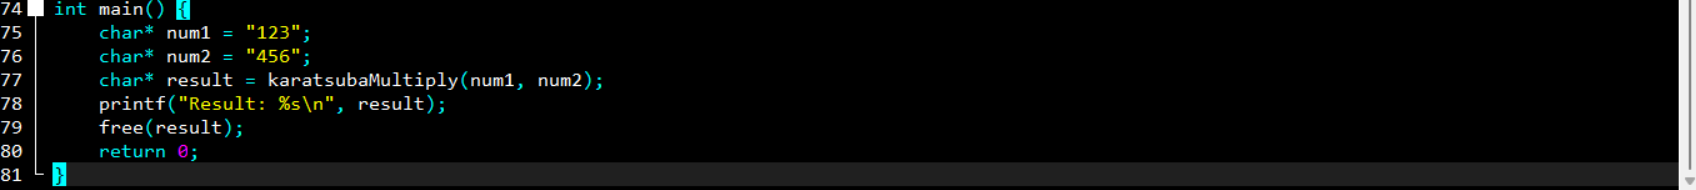 74 int main() {
75 char* num1 = "123";
76 char* num2 = "456";
77 char* result = karatsubaMultiply(num1, num2);
78 printf("Result: %s\n", result);
79 free(result);
80 return 0;
81 }